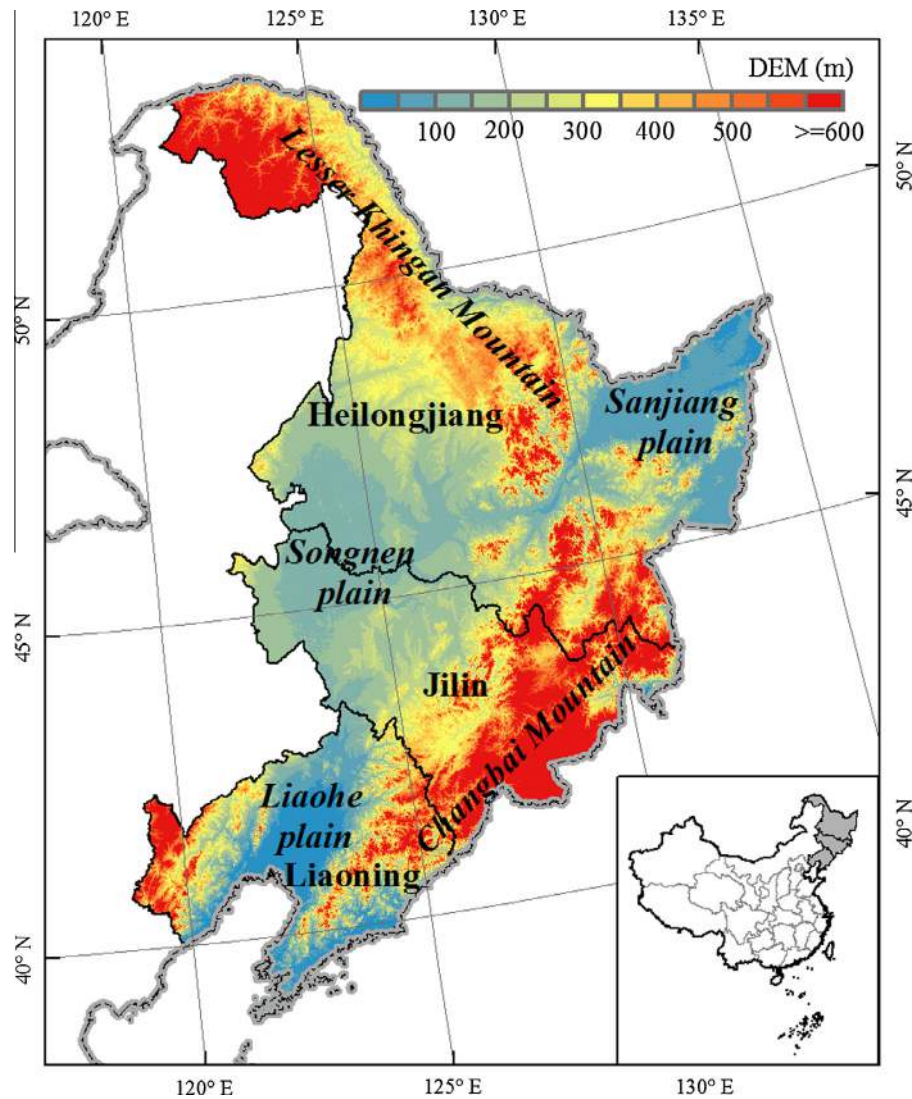 120° E 125° E 130° E 135° E
DEM (m)
100 200 300 400 500 >=600
50° N
Lesser Khingan Mountain
50° N
Heilongjiang
Sanjiang
plain
45° N
Songnen
plain
45° N
Jilin
Changbai Mountain
Liaohe
plain
Liaoning
40° N
40° N
120° E 125° E 130° E